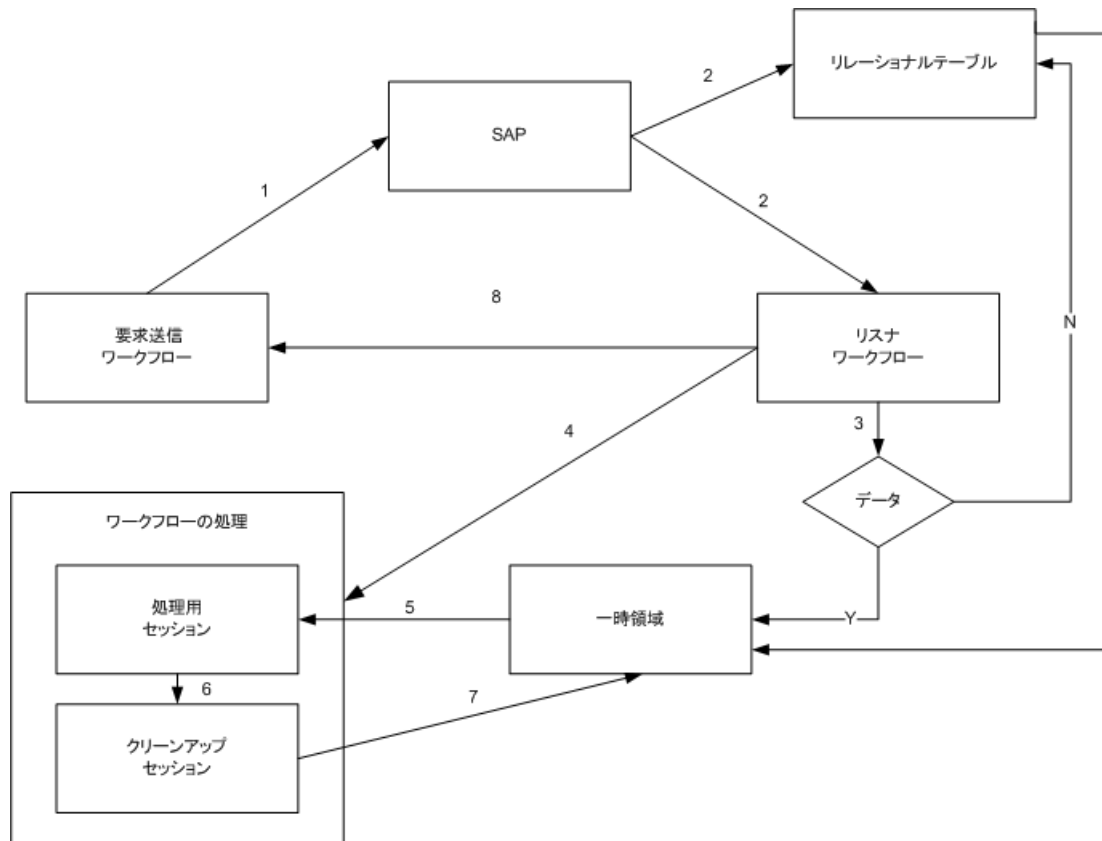 リレーショナルテーブル
2
SAP
1
2
8
要求送信
ワークフロー
リスナ
ワークフロー
N
3
4
データ
ワークフローの処理
処理用
セッション
5
一時領域
Y
6
7
クリーンアップ
セッション